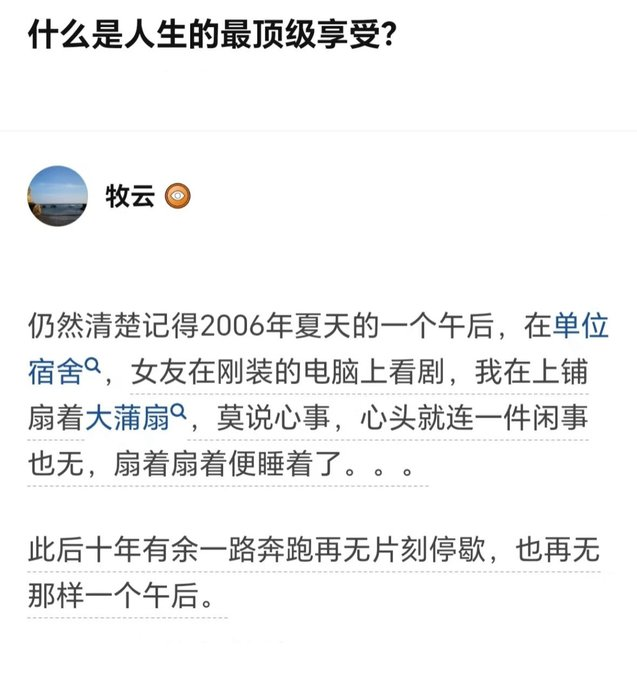 什么是人生的最顶级享受？
牧云
仍然清楚记得2006年夏天的一个午后，在单位
宿舍，女友在刚装的电脑上看剧，我在上铺
扇着大蒲扇，莫说心事，心头就连一件闲事
也无，扇着扇着便睡着了。。。
此后十年有余一路奔跑再无片刻停歇，也再无
那样一个午后。